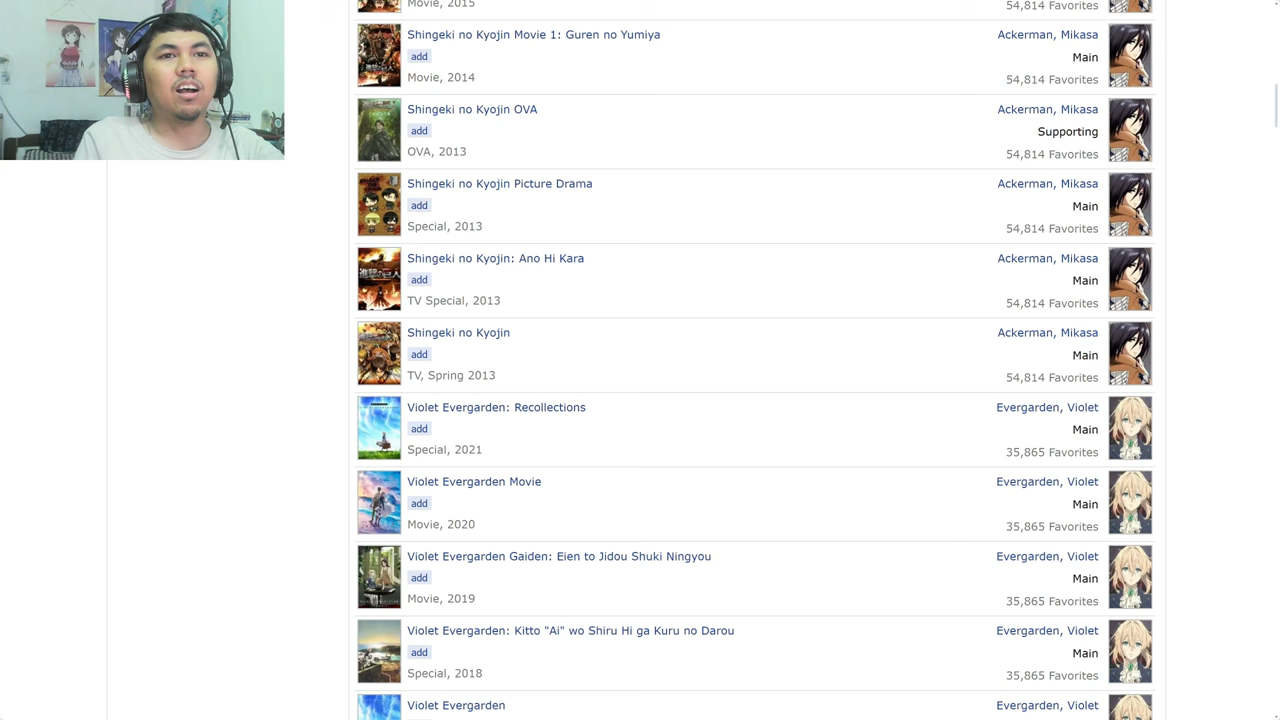 Movie, 2015
54,814 Favorites
Shingeki no Kyojin Movie 1: Guren no Yumiya
Ackerman, Mikasa
add
Main
Movie, 2014
54,814 Favorites
Shingeki no Kyojin OVA
Ackerman, Mikasa
add
Supporting
OVA, 2013
54,814 Favorites
Shingeki no Kyojin Picture Drama
Ackerman, Mikasa
add
Main
Special, 2013
54,814 Favorites
Shingeki no Kyojin: Ano Hi Kara
Ackerman, Mikasa
add
Main
TV Special, 2013
54,814 Favorites
進撃の巨人
Shingeki no Kyojin
Ackerman, Mikasa
add
Main
TV, Spring 2013
54,814 Favorites
Violet Evergarden: Recollections
Evergarden, Violet
add
Main
Special, 2021
35,865 Favorites
Violet Evergarden Movie
Evergarden, Violet
add
Main
Movie, 2020
35,865 Favorites
Violet Evergarden Gaiden: Eien to Jidou Shuki Ningyou
Evergarden, Violet
add
Main
Movie, 2019
35,865 Favorites
Violet Evergarden: Kitto "Ai" wo Shiru Hi ga Kuru no Darou
Evergarden, Violet
add
Main
Special, 2018
35,865 Favorites
Violet Evergarden
Evergarden, Violet